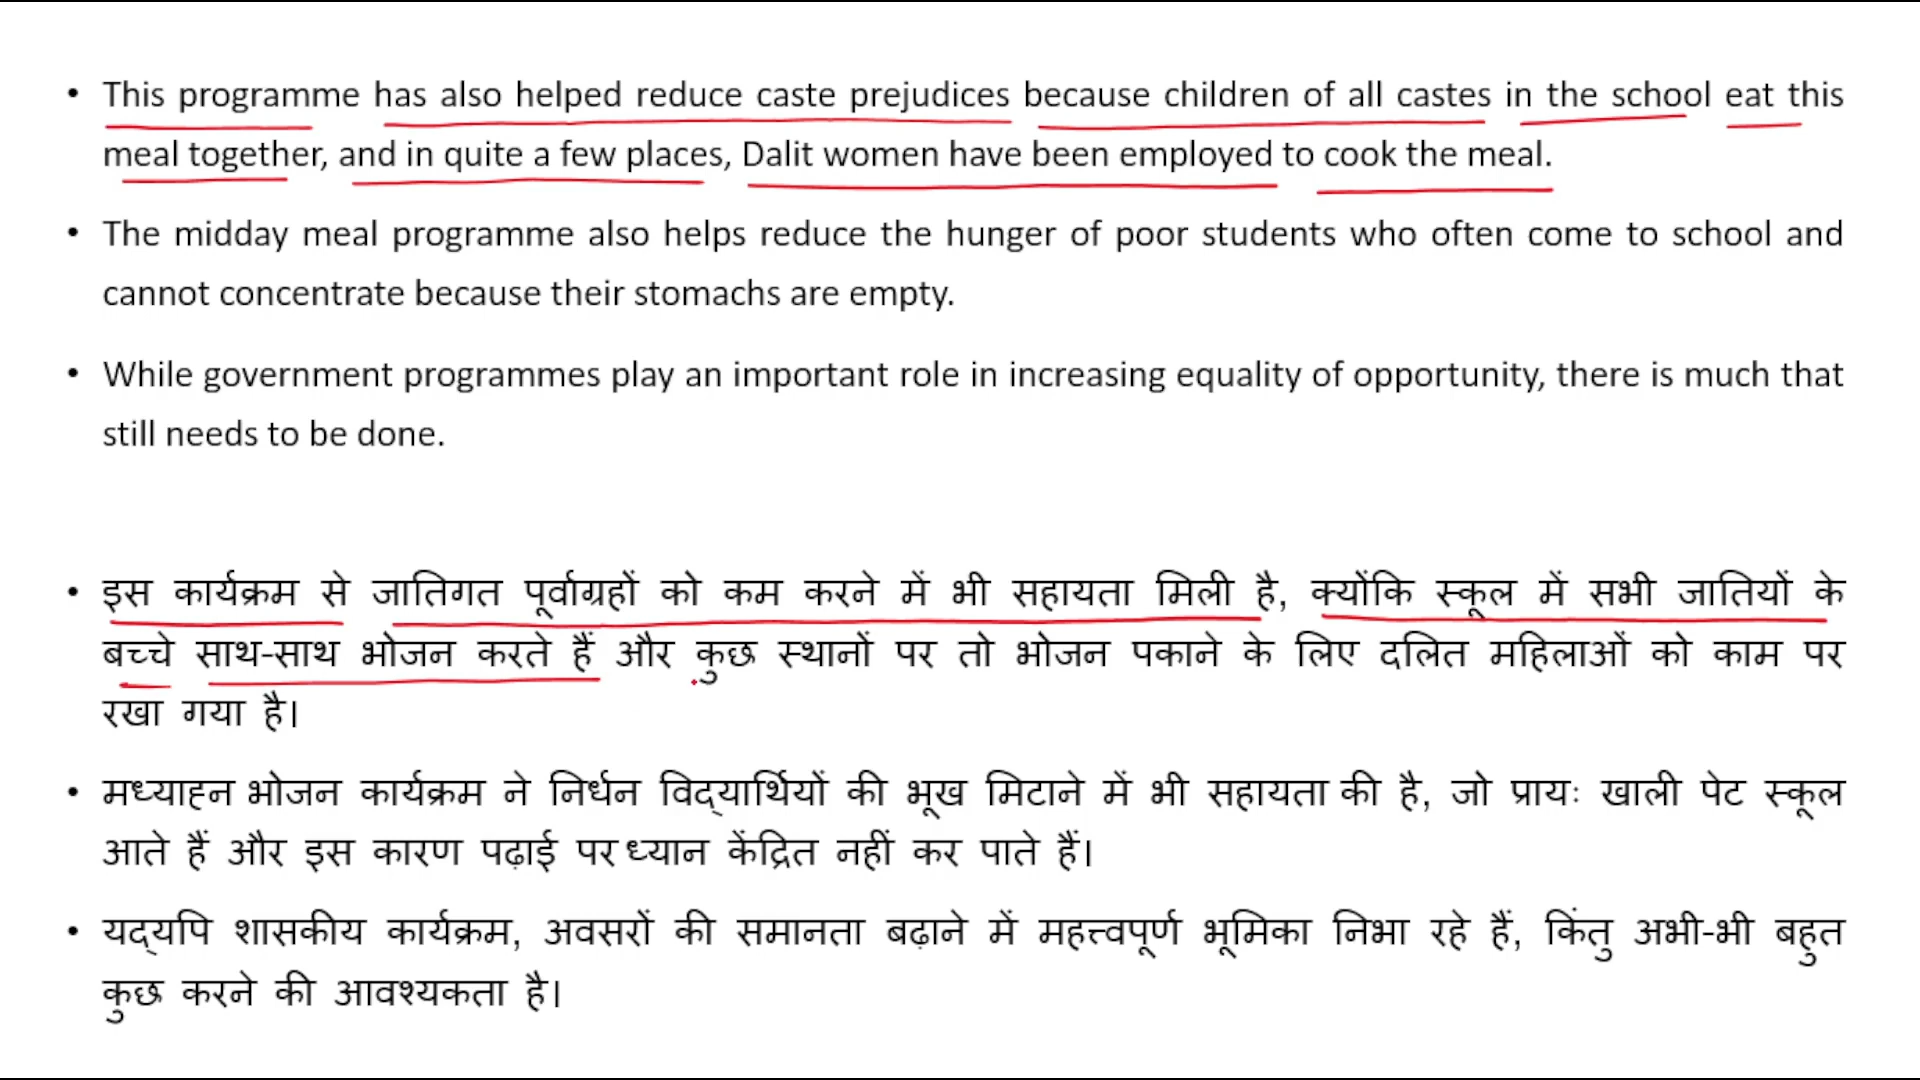 • This programme has also helped reduce caste prejudices because children of all castes in the school eat this
meal together, and in quite a few places, Dalit women have been employed to cook the meal.
• The midday meal programme also helps reduce the hunger of poor students who often come to school and
cannot concentrate because their stomachs are empty.
• While government programmes play an important role in increasing equality of opportunity, there is much that
still needs to be done.
• इस कार्यक्रम से जातिगत पूर्वाग्रहों को कम करने में भी सहायता मिली है, क्योंकि स्कूल में सभी जातियों के
बच्चे साथ-साथ भोजन करते हैं और कुछ स्थानों पर तो भोजन पकाने के लिए दलित महिलाओं को काम पर
रखा गया है।
• मध्याह्न भोजन कार्यक्रम ने निर्धन विद्यार्थियों की भूख मिटाने में भी सहायता की है, जो प्रायः खाली पेट स्कूल
आते हैं और इस कारण पढ़ाई पर ध्यान केंद्रित नहीं कर पाते हैं।
• यद्यपि शासकीय कार्यक्रम, अवसरों की समानता बढ़ाने में महत्त्वपूर्ण भूमिका निभा रहे हैं, किंतु अभी-भी बहुत
कुछ करने की आवश्यकता है।